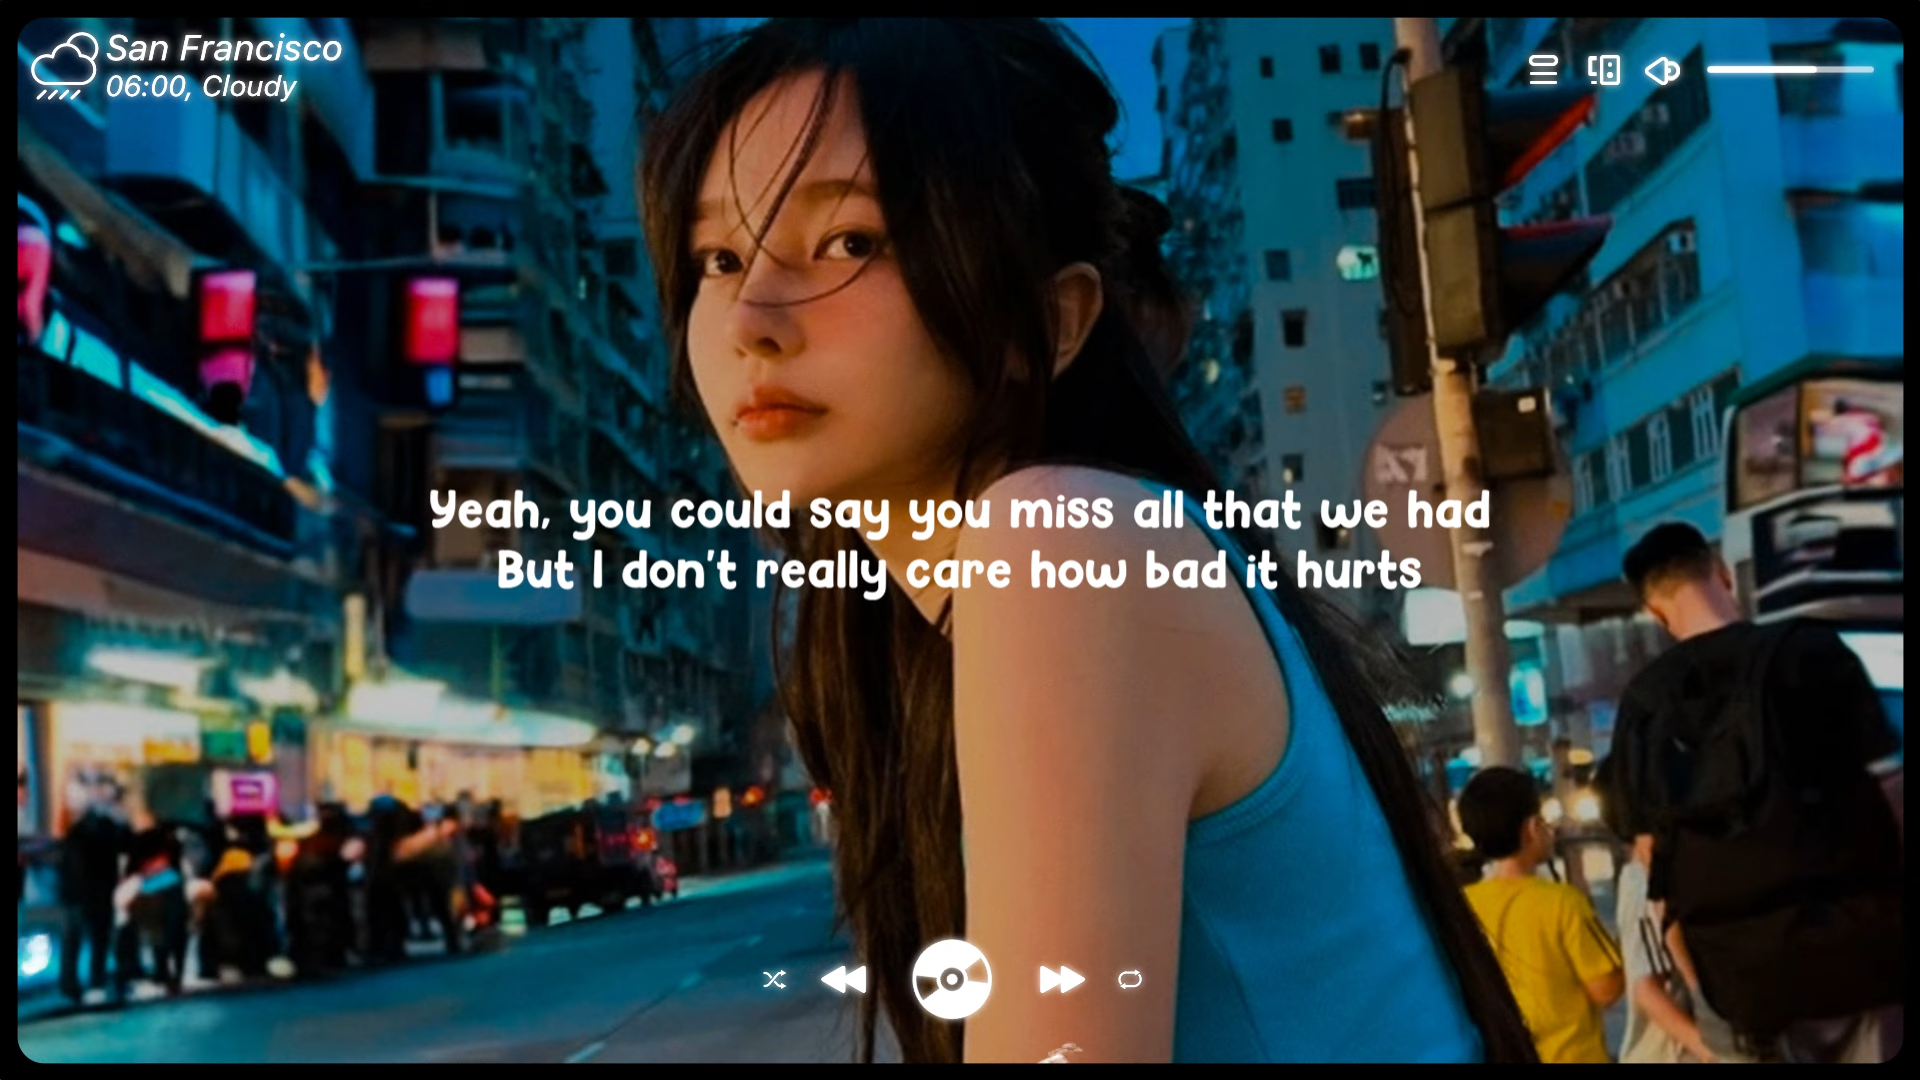 San Francisco
06:00, Cloudy
Yeah, you could say you miss all that we had
But I don't really care how bad it hurts